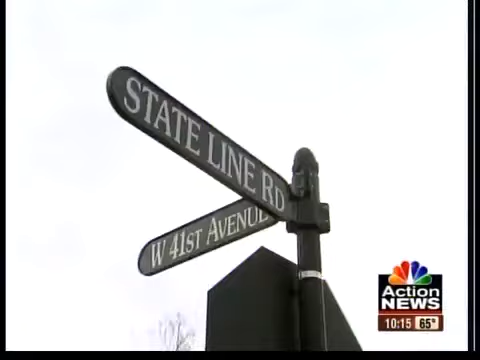 STATE LINE RD
W 41ST AVENUE
Action
NEWS
10:15 65°